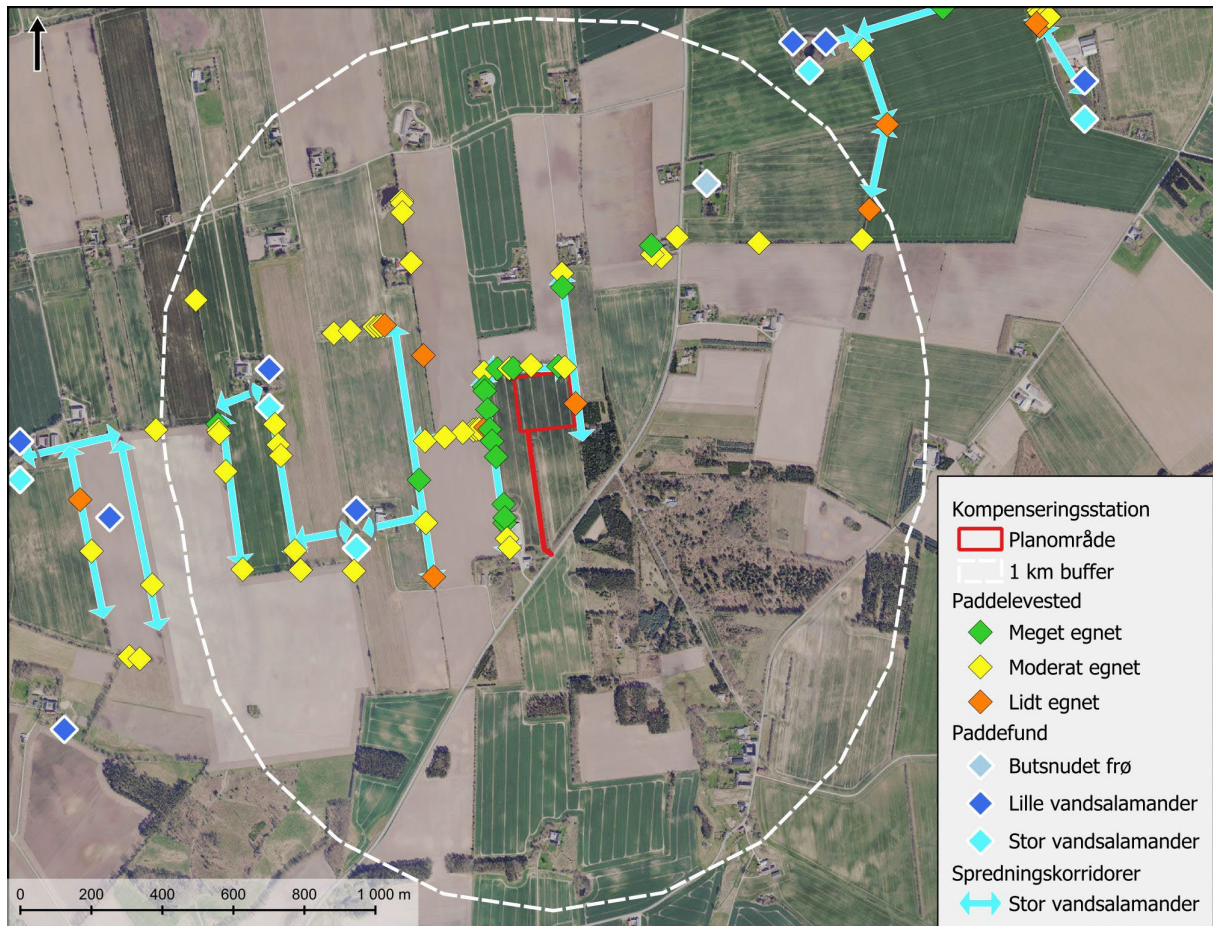 Kompenseringsstation
Planområde
1 km buffer
Paddelevested
Meget egnet
Moderat egnet
Lidt egnet
Paddefund
Butsnudet frø
Lille vandsalamander
Stor vandsalamander
Spredningskorridorer
Stor vandsalamander
0 200 400 600 800 1 000 m